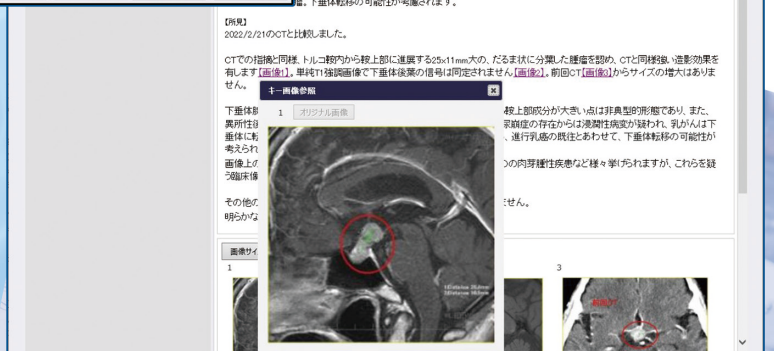 瘤。下垂体転移の可能性が考慮されます。
【所見】
2022/2/21のCTと比較しました。
CTでの指摘と同様、トルコ鞍内から鞍上部に進展する25×11mm大の、だるま状に分葉した腫瘤を認め、CTと同様強い造影効果を
有します【画像1】。単純T1強調画像で下垂体後葉の信号は同定されません【画像2】。前回CT【画像3】からサイズの増大はありま
せん。
キー画像参照
下垂体腺
鞍上部成分が大きい点は非典型的形態であり、また、
1 オリジナル画像
異所性後
尿崩症の存在からは浸潤性病変が疑われ、乳がんは下
垂体に転
、進行乳癌の既往とあわせて、下垂体転移の可能性が
考えられ
画像上の
の肉芽腫性疾患など様々挙げられますが、これらを疑
う臨床像
その他の
ません。
明らかな
画像サイ
1
3
前回CT